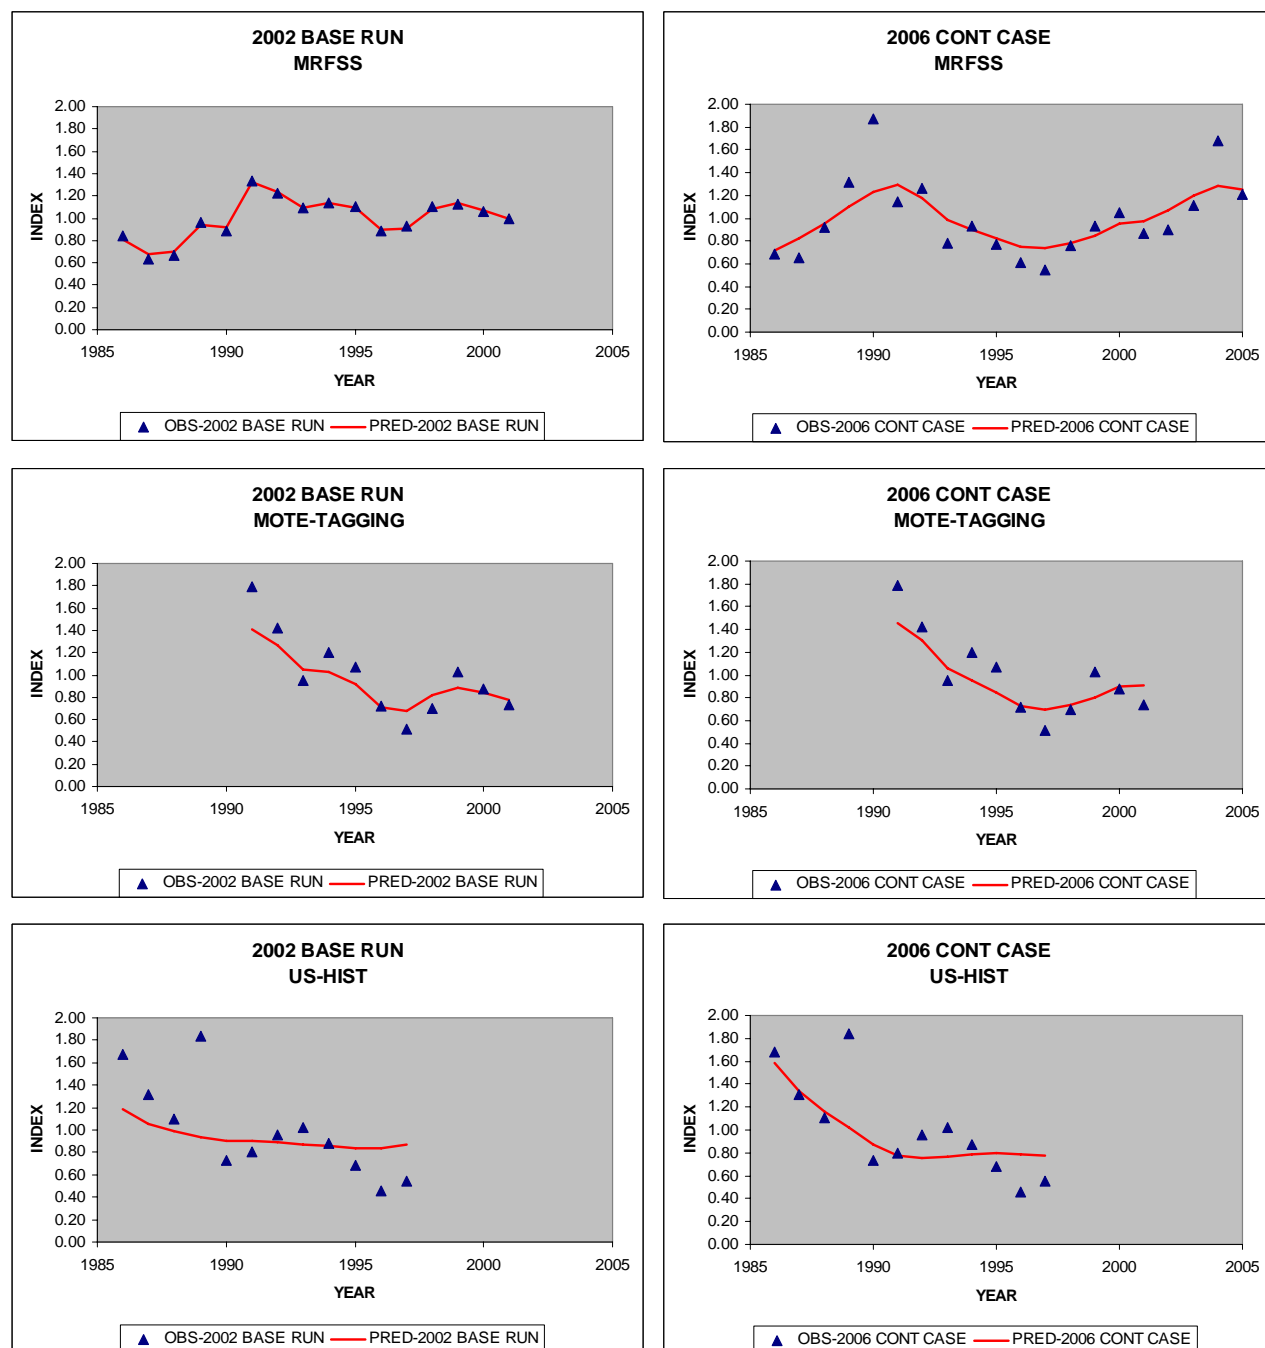 2002 BASE RUN
MRFSS
2.00
1.80
1.60
1.40
1.20
1.00
0.80
0.60
0.40
0.20
0.00
INDEX
1985
1990
1995
2000
2005
YEAR
OBS-2002 BASE RUN
PRED-2002 BASE RUN
2006 CONT CASE
MRFSS
2.00
1.80
1.60
1.40
1.20
1.00
0.80
0.60
0.40
0.20
0.00
INDEX
1985
1990
1995
2000
2005
YEAR
OBS-2006 CONT CASE
PRED-2006 CONT CASE
2002 BASE RUN
MOTE-TAGGING
2.00
1.80
1.60
1.40
1.20
1.00
0.80
0.60
0.40
0.20
0.00
INDEX
1985
1990
1995
2000
2005
YEAR
OBS-2002 BASE RUN
PRED-2002 BASE RUN
2006 CONT CASE
MOTE-TAGGING
2.00
1.80
1.60
1.40
1.20
1.00
0.80
0.60
0.40
0.20
0.00
INDEX
1985
1990
1995
2000
2005
YEAR
OBS-2006 CONT CASE
PRED-2006 CONT CASE
2002 BASE RUN
US-HIST
2.00
1.80
1.60
1.40
1.20
1.00
0.80
0.60
0.40
0.20
0.00
INDEX
1985
1990
1995
2000
2005
YEAR
OBS-2002 BASE RUN
PRED-2002 BASE RUN
2006 CONT CASE
US-HIST
2.00
1.80
1.60
1.40
1.20
1.00
0.80
0.60
0.40
0.20
0.00
INDEX
1985
1990
1995
2000
2005
YEAR
OBS-2006 CONT CASE
PRED-2006 CONT CASE